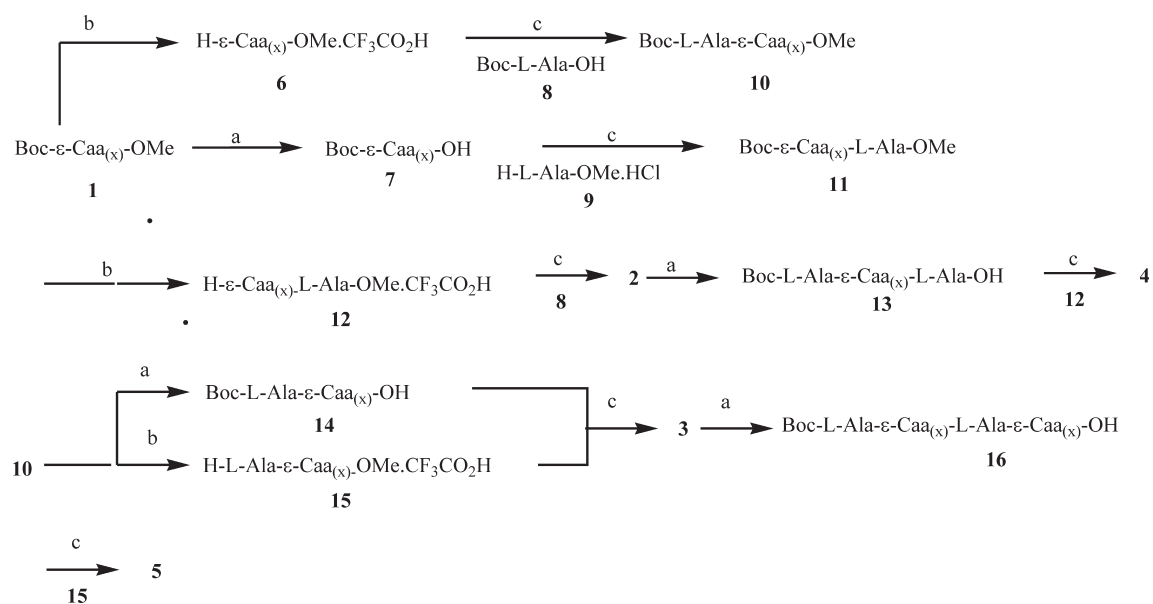 b
H-ε-Caa(x)-OMe.CF3CO2H
6
c
Boc-L-Ala-OH
8
Boc-L-Ala-ε-Caa(x)-OMe
10
Boc-ε-Caa(x)-OMe
1
a
Boc-ε-Caa(x)-OH
7
c
H-L-Ala-OMe.HCl
9
Boc-ε-Caa(x)-L-Ala-OMe
11
b
H-ε-Caa(x)-L-Ala-OMe.CF3CO2H
12
c
8
2
a
Boc-L-Ala-ε-Caa(x)-L-Ala-OH
13
c
12
4
10
a
Boc-L-Ala-ε-Caa(x)-OH
14
b
H-L-Ala-ε-Caa(x)-OMe.CF3CO2H
15
c
3
a
Boc-L-Ala-ε-Caa(x)-L-Ala-ε-Caa(x)-OH
16
c
15
5